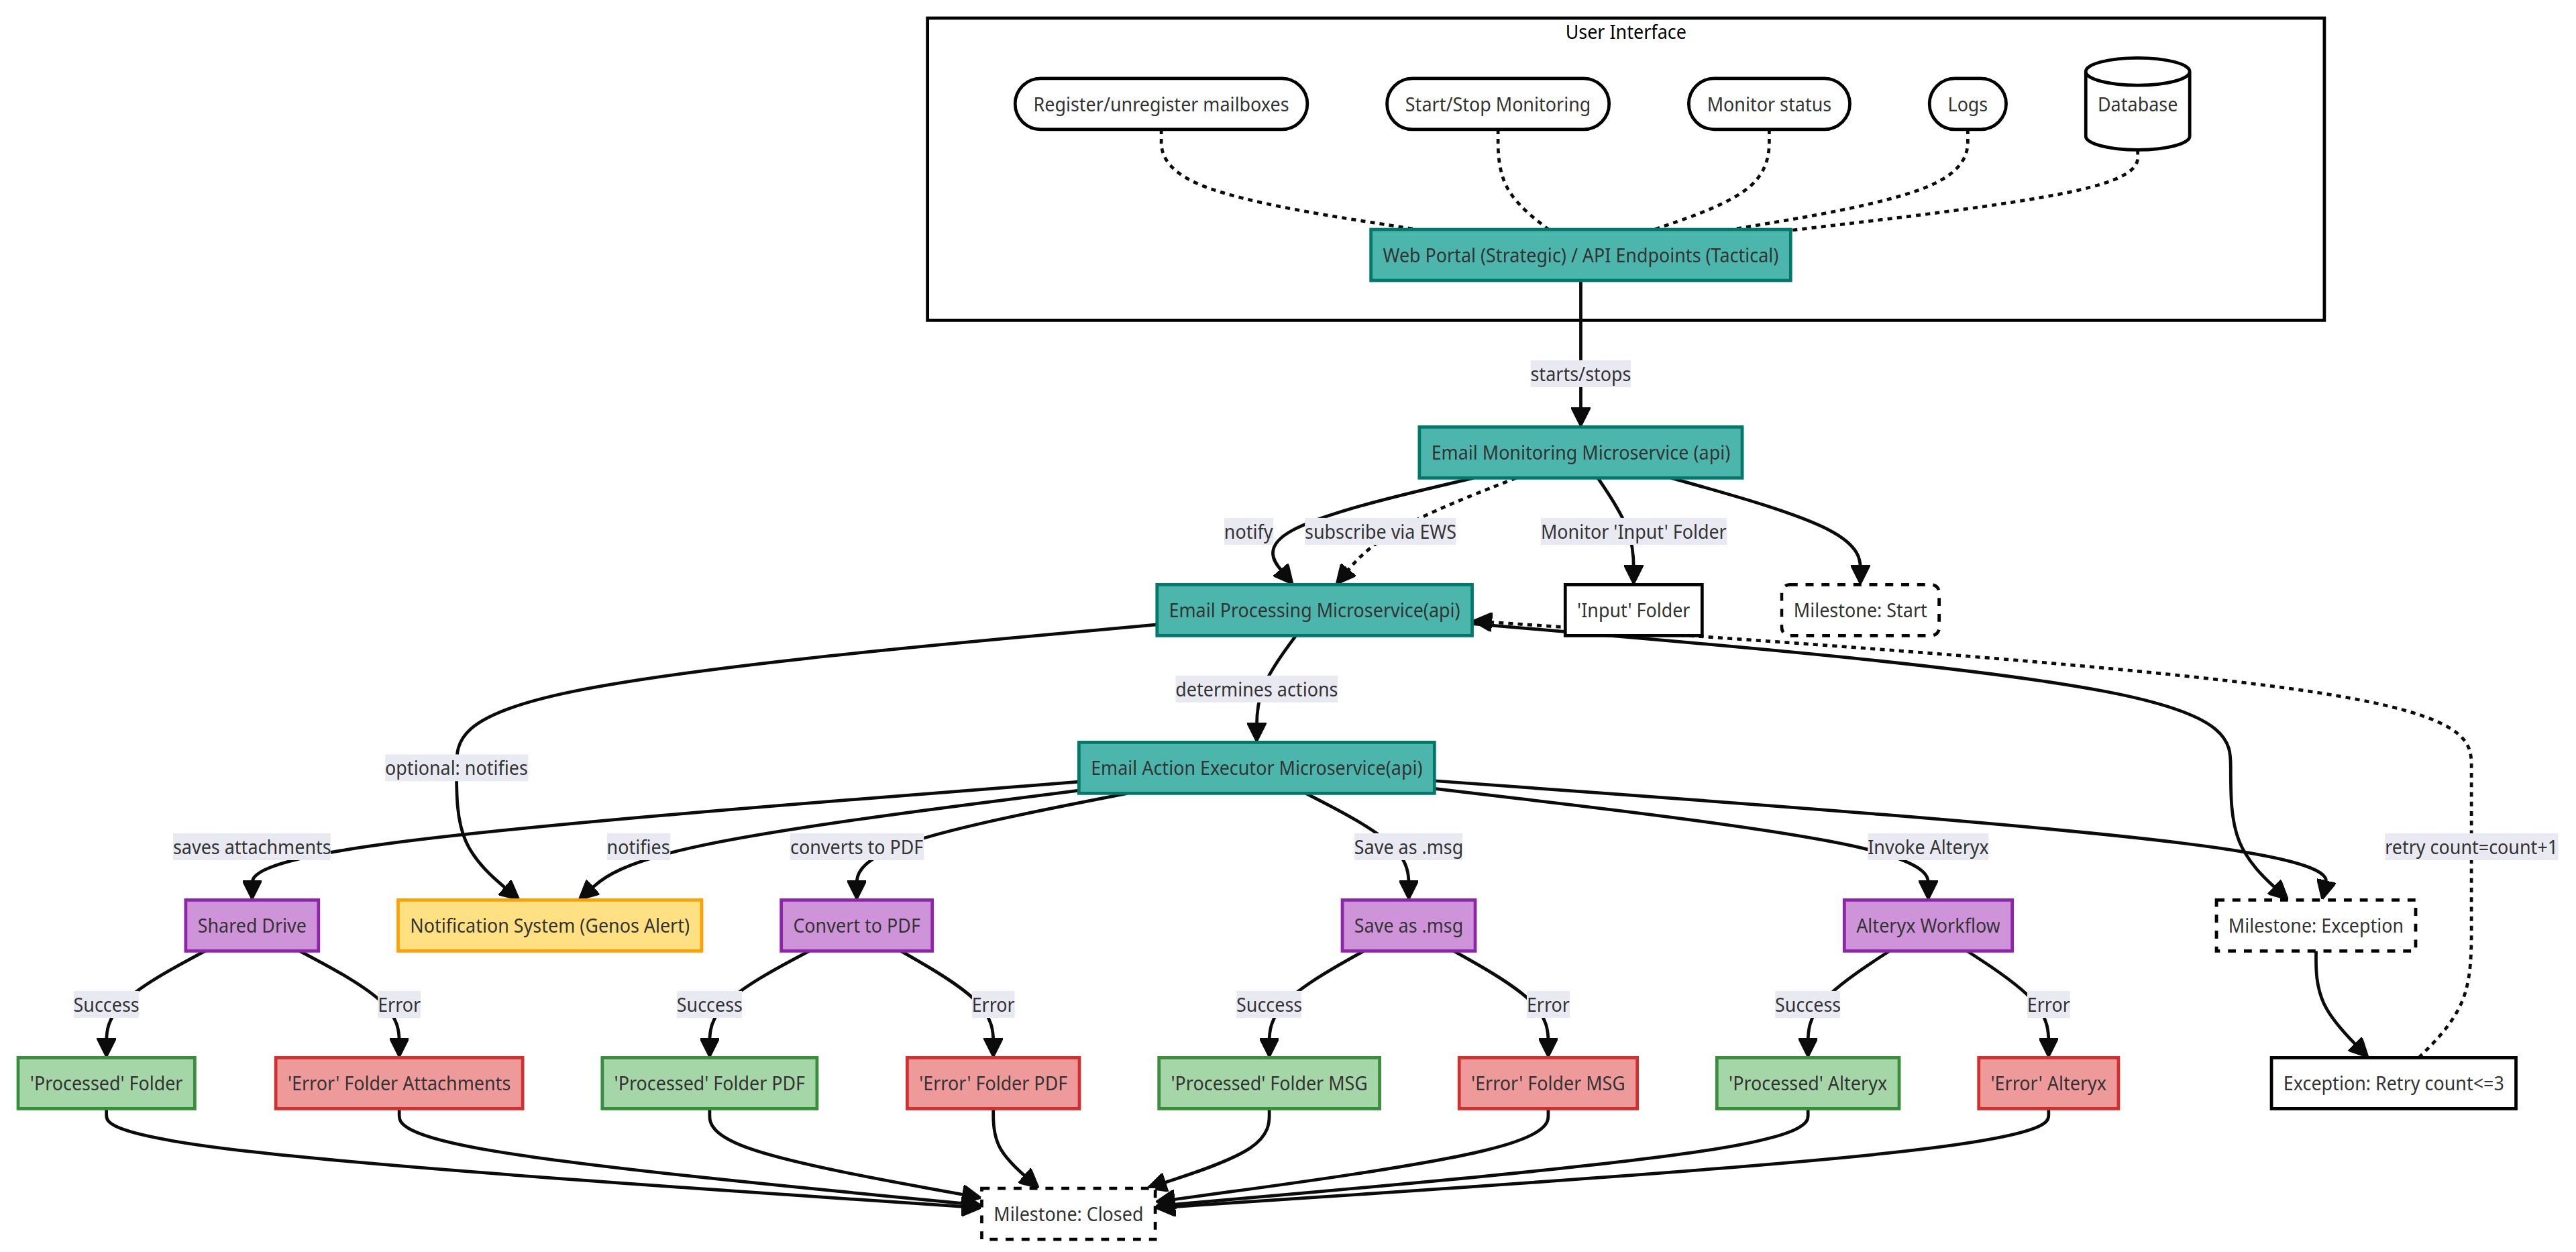 User Interface
Register/unregister mailboxes
Start/Stop Monitoring
Monitor status
Logs
Database
Web Portal (Strategic) / API Endpoints (Tactical)
starts/stops
Email Monitoring Microservice (api)
notify
subscribe via EWS
Monitor 'Input' Folder
Email Processing Microservice(api)
'Input' Folder
Milestone: Start
determines actions
optional: notifies
Email Action Executor Microservice(api)
saves attachments
notifies
converts to PDF
Save as .msg
Invoke Alteryx
retry count=count+1
Shared Drive
Notification System (Genos Alert)
Convert to PDF
Save as .msg
Alteryx Workflow
Milestone: Exception
Success
Error
Success
Error
Success
Error
Success
Error
'Processed' Folder
'Error' Folder Attachments
'Processed' Folder PDF
'Error' Folder PDF
'Processed' Folder MSG
'Error' Folder MSG
'Processed' Alteryx
'Error' Alteryx
Exception: Retry count<=3
Milestone: Closed